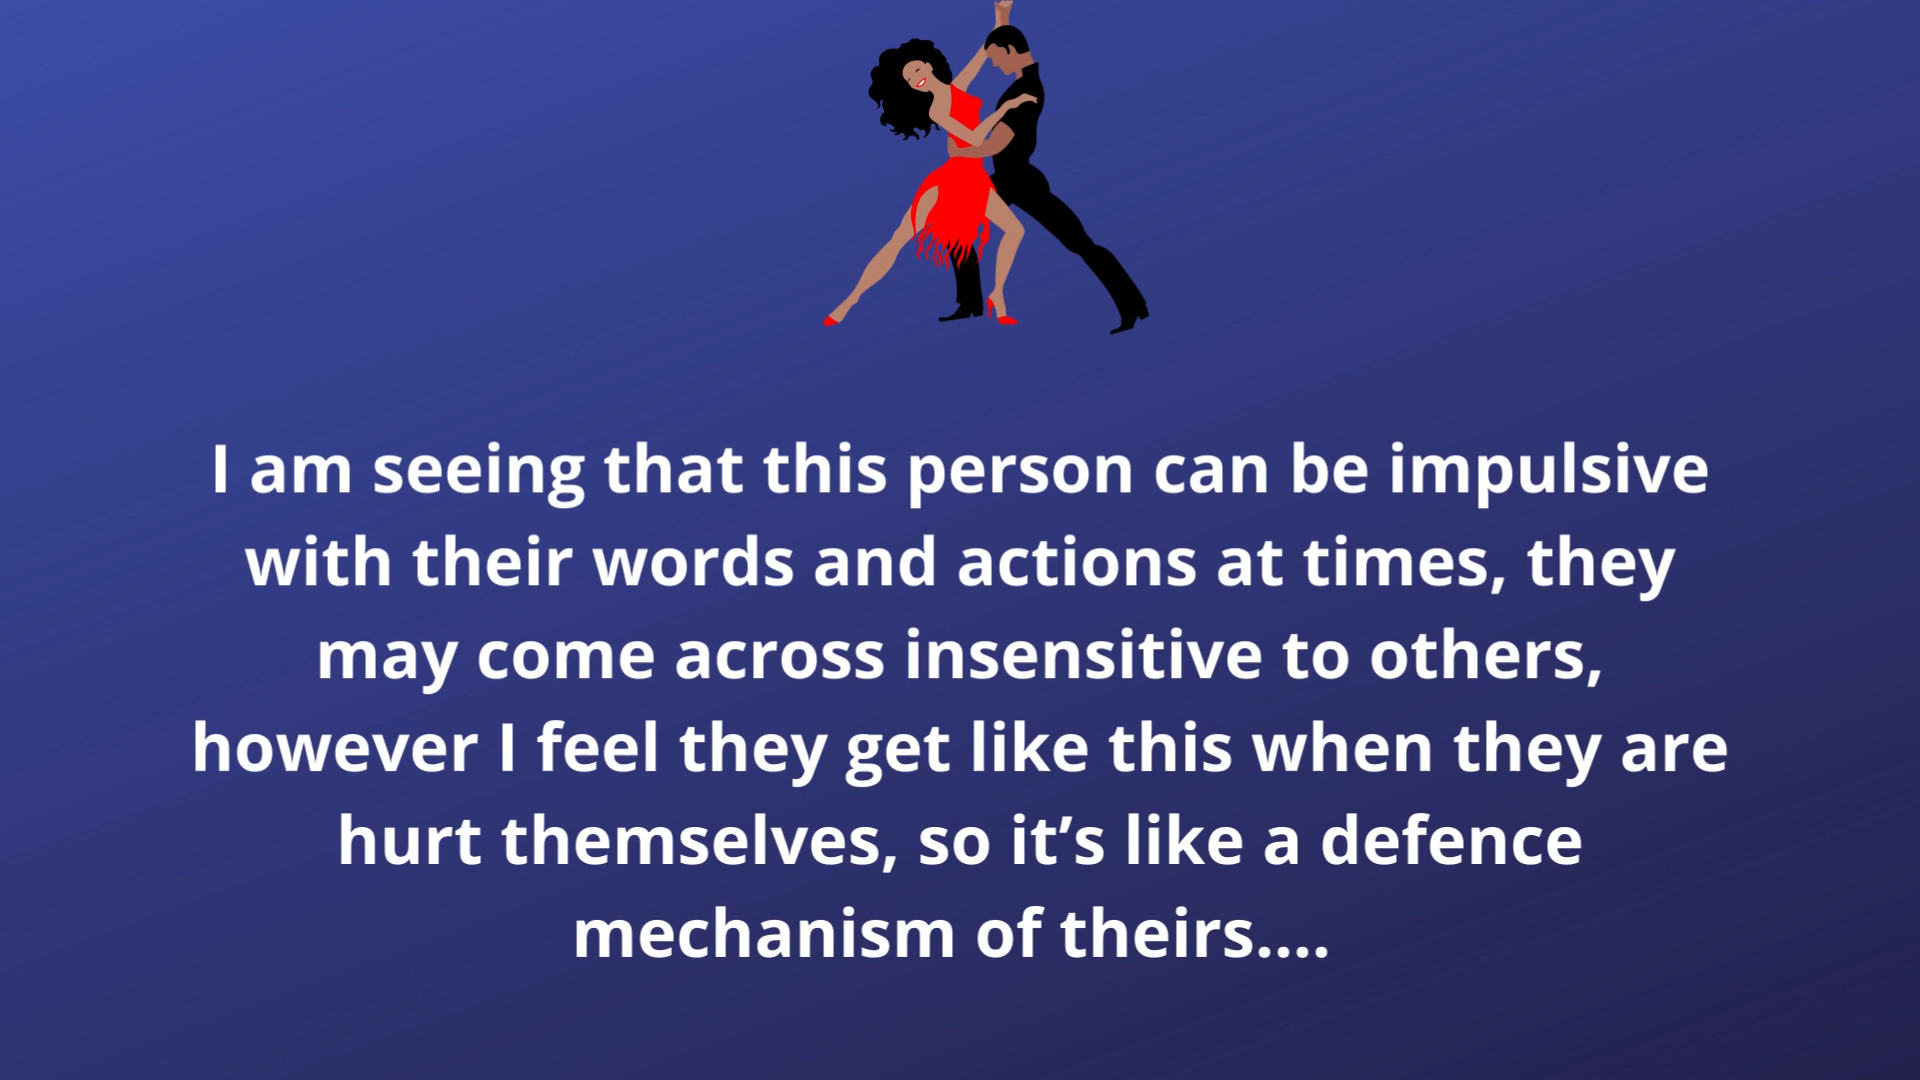 I am seeing that this person can be impulsive
with their words and actions at times, they
may come across insensitive to others,
however I feel they get like this when they are
hurt themselves, so it’s like a defence
mechanism of theirs....